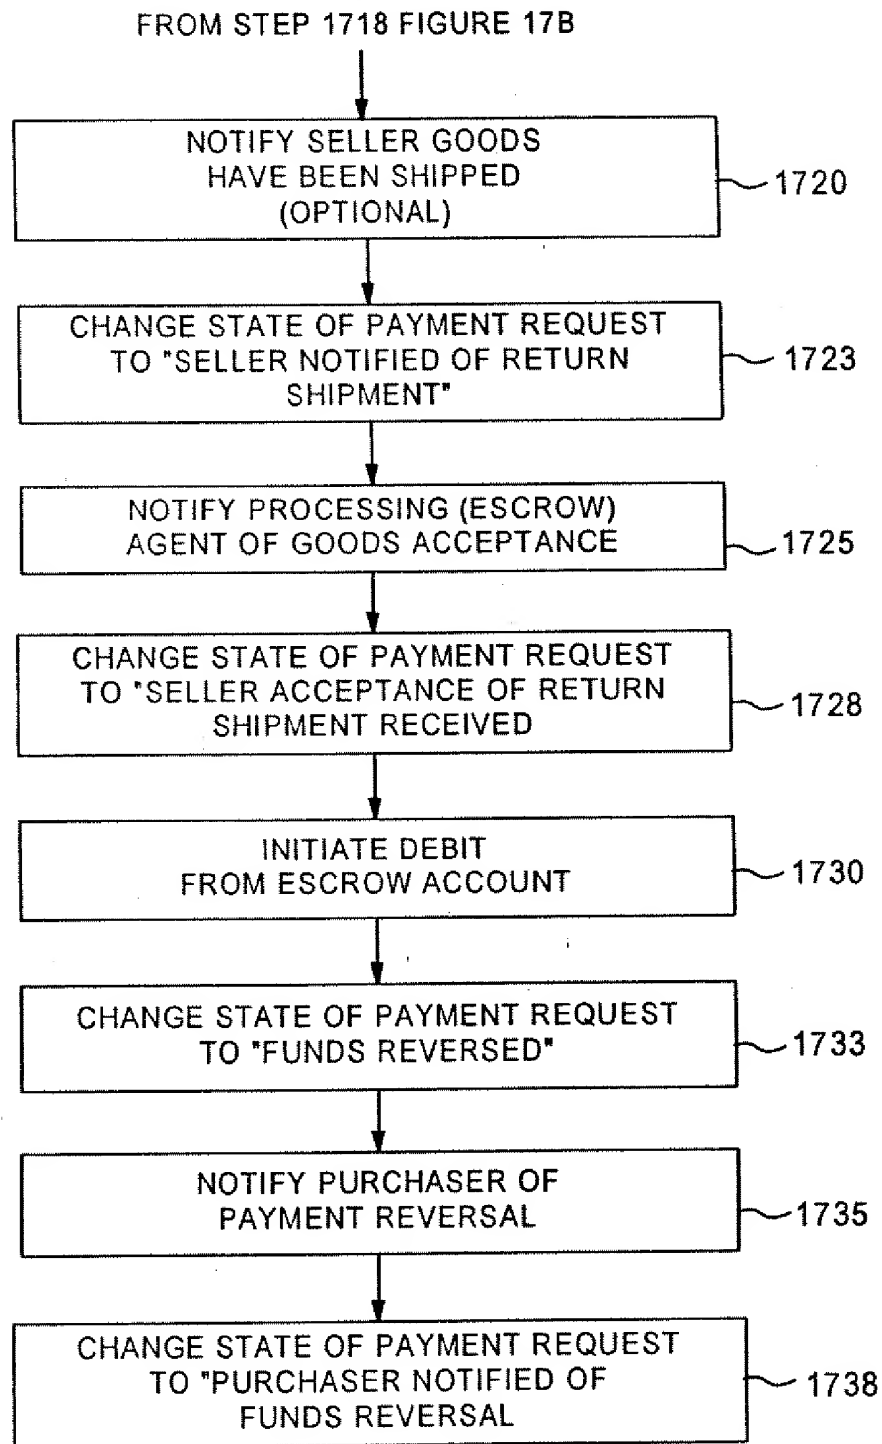 FROM STEP 1718 FIGURE 17B
NOTIFY SELLER GOODS
HAVE BEEN SHIPPED
(OPTIONAL)
1720
CHANGE STATE OF PAYMENT REQUEST
TO "SELLER NOTIFIED OF RETURN
SHIPMENT"
1723
NOTIFY PROCESSING (ESCROW)
AGENT OF GOODS ACCEPTANCE
1725
CHANGE STATE OF PAYMENT REQUEST
TO "SELLER ACCEPTANCE OF RETURN
SHIPMENT RECEIVED
1728
INITIATE DEBIT
FROM ESCROW ACCOUNT
1730
CHANGE STATE OF PAYMENT REQUEST
TO "FUNDS REVERSED"
1733
NOTIFY PURCHASER OF
PAYMENT REVERSAL
1735
CHANGE STATE OF PAYMENT REQUEST
TO "PURCHASER NOTIFIED OF
FUNDS REVERSAL
1738